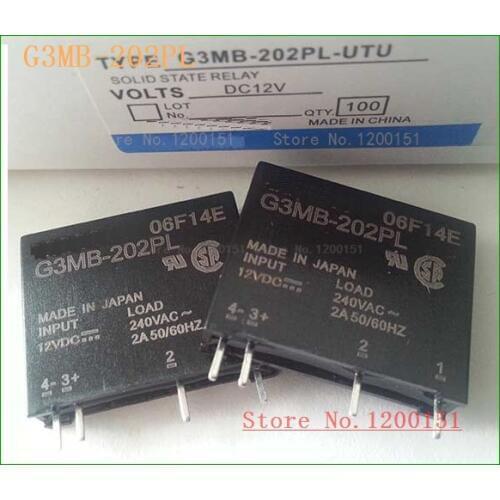 G3MB-202PL
TYPE G3MB-202PL-UTU
SOLID STATE RELAY
VOLTS DC12V
LOT
No.
QTY. 100
MADE IN CHINA
Store No.1200151
Store No.1200151
06F14E
G3MB-202PL
MADE IN JAPAN
INPUT LOAD
12VDC 240VAC ~
2A 50/60HZ
2
4- 3+
06F14E
G3MB-202PL
MADE IN JAPAN
INPUT LOAD
12VDC 240VAC ~
2A 50/60HZ
2 1
4- 3+
Store No.1200151